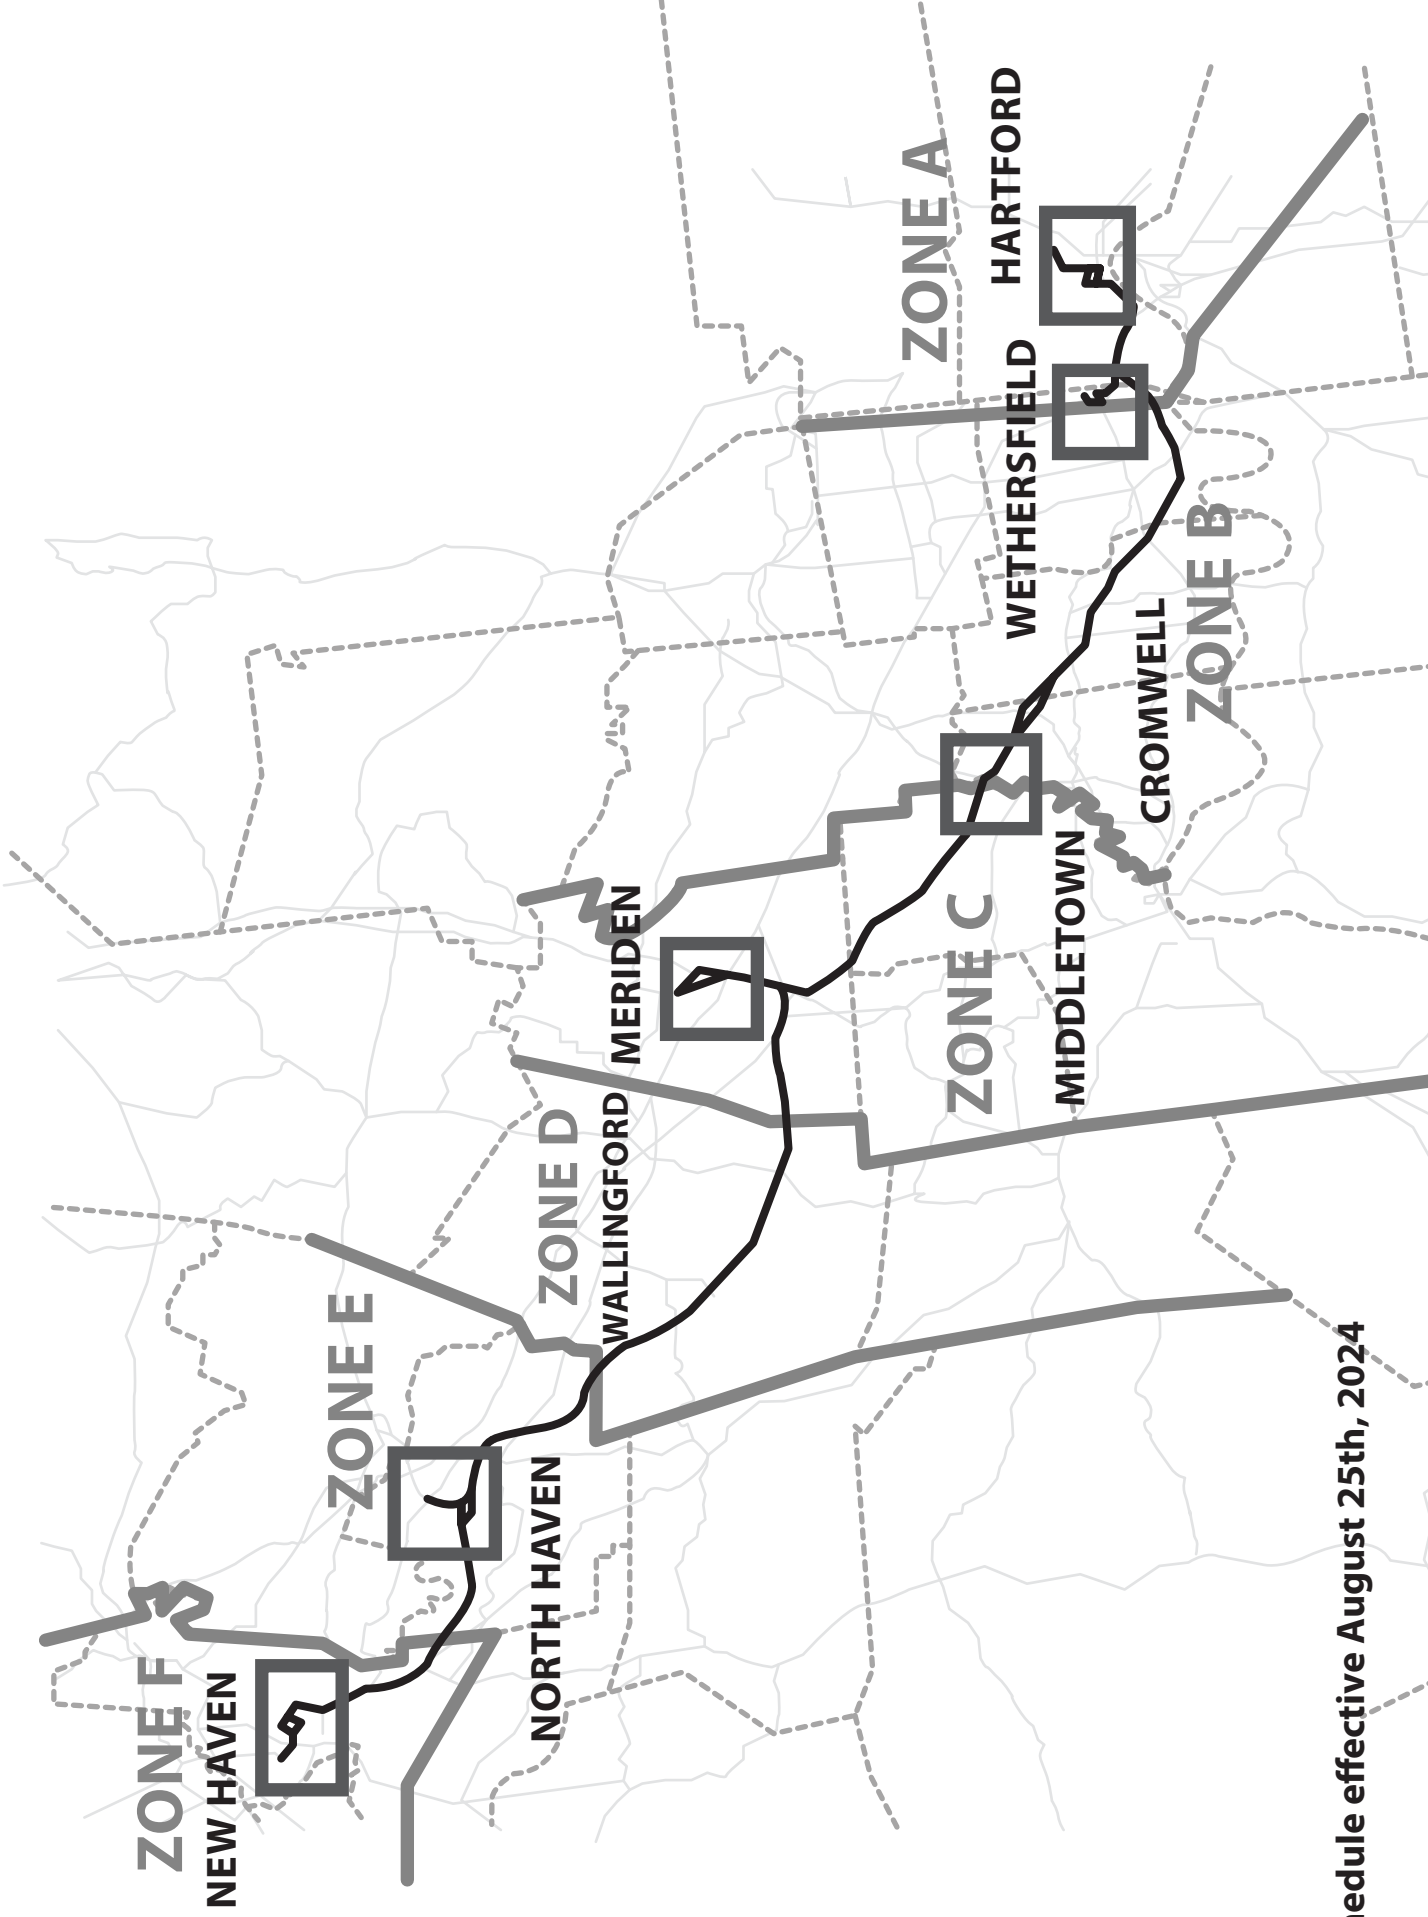 ZONE F
NEW HAVEN
ZONE E
NORTH HAVEN
ZONE D
WALLINGFORD
MERIDEN
ZONE C
MIDDLETOWN
CROMWELL
ZONE B
WETHERSFIELD
ZONE A
HARTFORD
effective August 25th, 2024